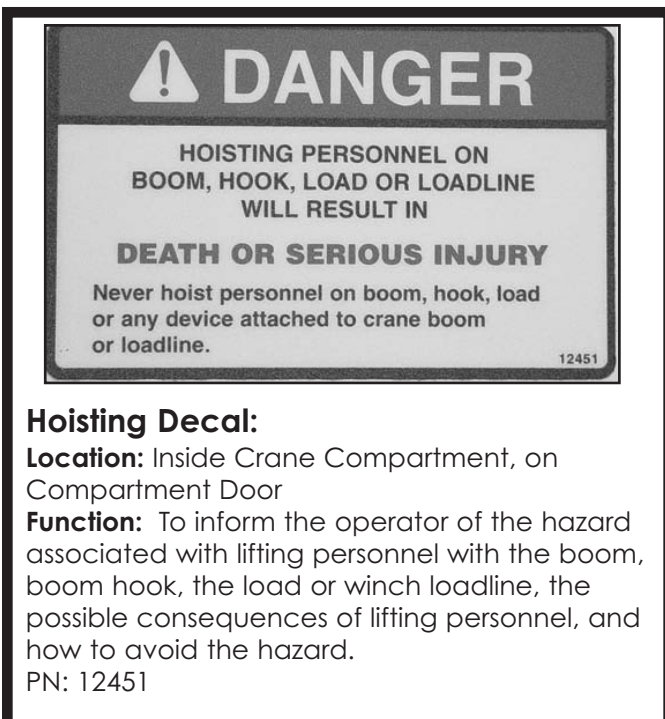 DANGER
HOISTING PERSONNEL ON
BOOM, HOOK, LOAD OR LOADLINE
WILL RESULT IN
DEATH OR SERIOUS INJURY
Never hoist personnel on boom, hook, load
or any device attached to crane boom
or loadline.
12451
Hoisting Decal:
Location: Inside Crane Compartment, on
Compartment Door
Function: To inform the operator of the hazard
associated with lifting personnel with the boom,
boom hook, the load or winch loadline, the
possible consequences of lifting personnel, and
how to avoid the hazard.
PN: 12451